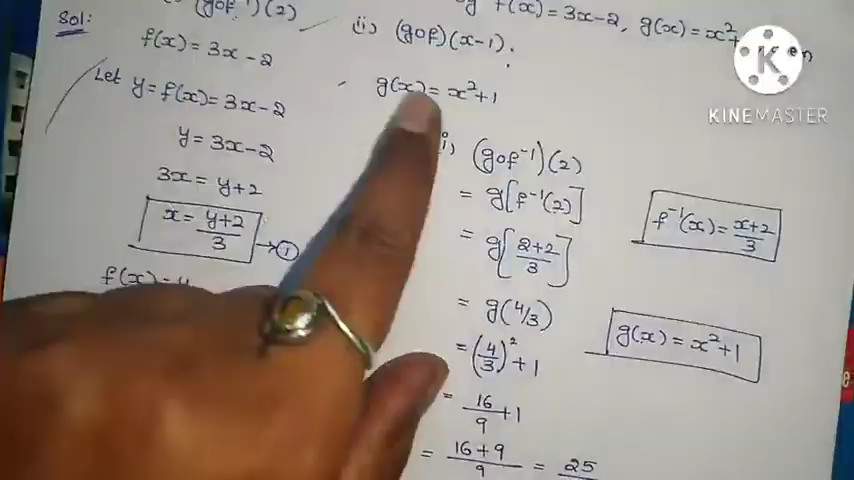 (gof⁻¹)(2)
f(x) = 3x-2, g(x) = x²+
Sol:
f(x) = 3x-2
Let y = f(x) = 3x-2
y = 3x-2
3x = y+2
x = y+2/3 → ①
f(x) = y
ii) (gof)(x-1).
g(x) = x²+1
i) (gof⁻¹)(2)
= g[f⁻¹(2)]
= g[2+2/3]
= g(4/3)
= (4/3)²+1
= 16/9 +1
= 16+9/9 = 25
f⁻¹(x) = x+2/3
g(x) = x²+1
KINEMASTER